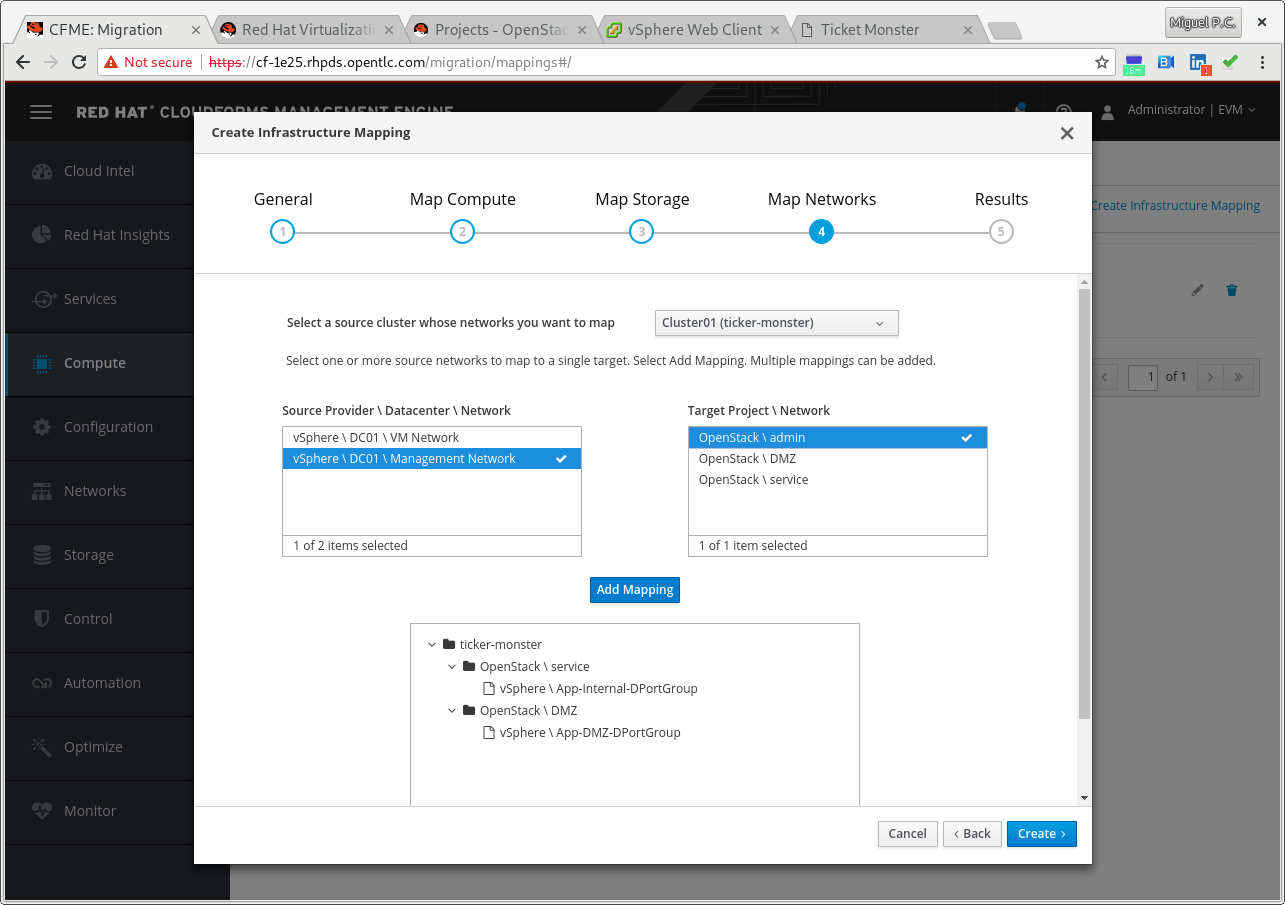 CFME: Migration
Red Hat Virtualizati
Projects - OpenStac
vSphere Web Client
Ticket Monster
Miguel P.C.
Not secure
https://cf-1e25.rhpds.opentlc.com/migration/mappings#/
16m
B
in
1
RED HAT® CLOUDFORMS MANAGEMENT ENGINE
Administrator | EVM
Create Infrastructure Mapping
Cloud Intel
Red Hat Insights
Services
Compute
Configuration
Networks
Storage
Control
Automation
Optimize
Monitor
Create Infrastructure Mapping
1 of 1
General
Map Compute
Map Storage
Map Networks
Results
1
2
3
4
5
Select a source cluster whose networks you want to map
Cluster01 (ticker-monster)
Select one or more source networks to map to a single target. Select Add Mapping. Multiple mappings can be added.
Source Provider \ Datacenter \ Network
vSphere \ DC01 \ VM Network
vSphere \ DC01 \ Management Network
1 of 2 items selected
Target Project \ Network
OpenStack \ admin
OpenStack \ DMZ
OpenStack \ service
1 of 1 item selected
Add Mapping
ticker-monster
OpenStack \ service
vSphere \ App-Internal-DPortGroup
OpenStack \ DMZ
vSphere \ App-DMZ-DPortGroup
Cancel
‹ Back
Create ›